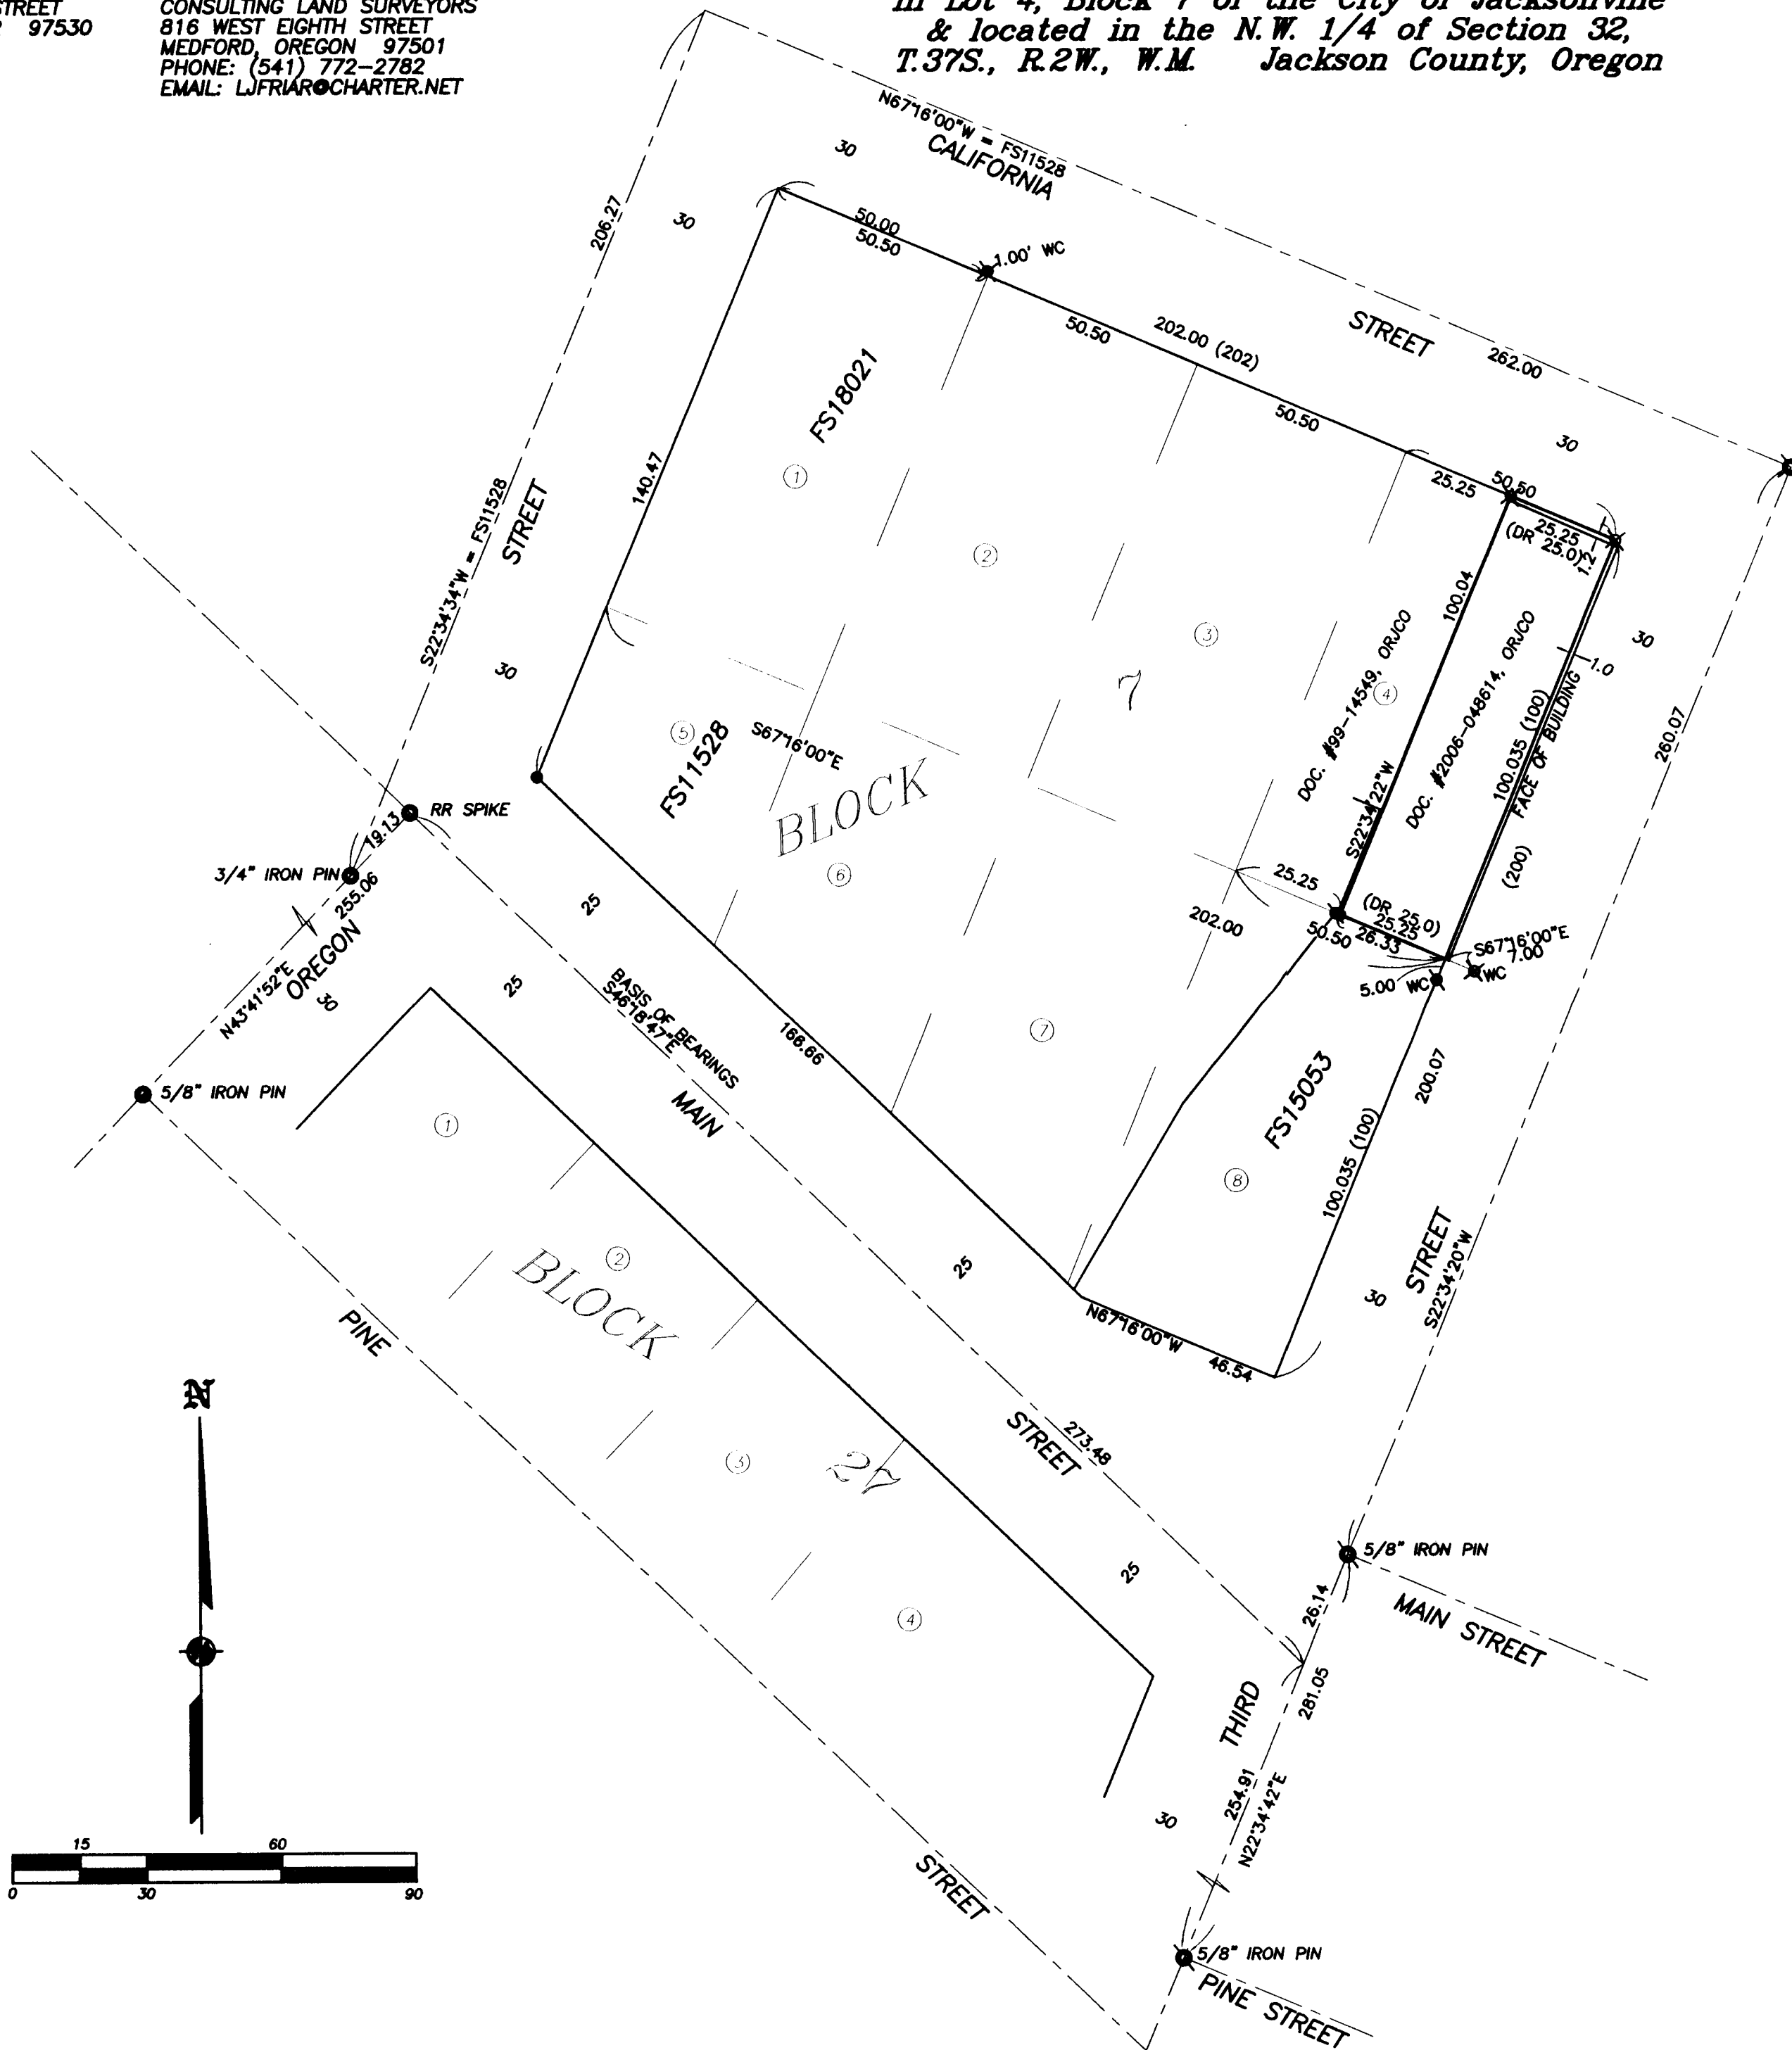 STREET
97530
CONSULTING LAND SURVEYORS
816 WEST EIGHTH STREET
MEDFORD, OREGON 97501
PHONE: (541) 772-2782
EMAIL: LJFRIAR@CHARTER.NET
in Lot 4, Block 7 of the City of Jacksonville
& located in the N.W. 1/4 of Section 32,
T.37S., R.2W., W.M. Jackson County, Oregon
N67°16'00"W = FS11528
CALIFORNIA
STREET
262.00
30
30
206.27
50.00
50.50
1.00' WC
50.50
202.00 (202)
50.50
30
25.25
50.50
25.25
(DR 25.0)
1.2
FS18021
140.47
1
2
3
4
S22°34'34"W = FS11528
STREET
30
100.04
DOC. #99-14549, ORJCO
DOC. #2006-048614, ORJCO
S22°34'22"W
1.0
30
100.035 (100)
FACE OF BUILDING
260.07
(200)
5
FS11528
S67°16'00"E
7
BLOCK
6
RR SPIKE
19.13
3/4" IRON PIN
255.06
OREGON
N43°41'52"E
30
25
25
25.25
202.00
50.50
(DR 25.0)
25.25
26.33
S67°16'00"E
7.00
WC
5.00 WC
BASIS OF BEARINGS
S46°18'47"E
MAIN
166.66
7
FS15053
200.07
5/8" IRON PIN
1
8
100.035 (100)
STREET
S22°34'20"W
30
25
N67°16'00"W
46.54
2
BLOCK
PINE
3
27
STREET
273.48
N
25
4
5/8" IRON PIN
26.14
MAIN STREET
281.05
THIRD
254.91
N22°34'42"E
30
15
60
0
30
90
STREET
5/8" IRON PIN
PINE STREET